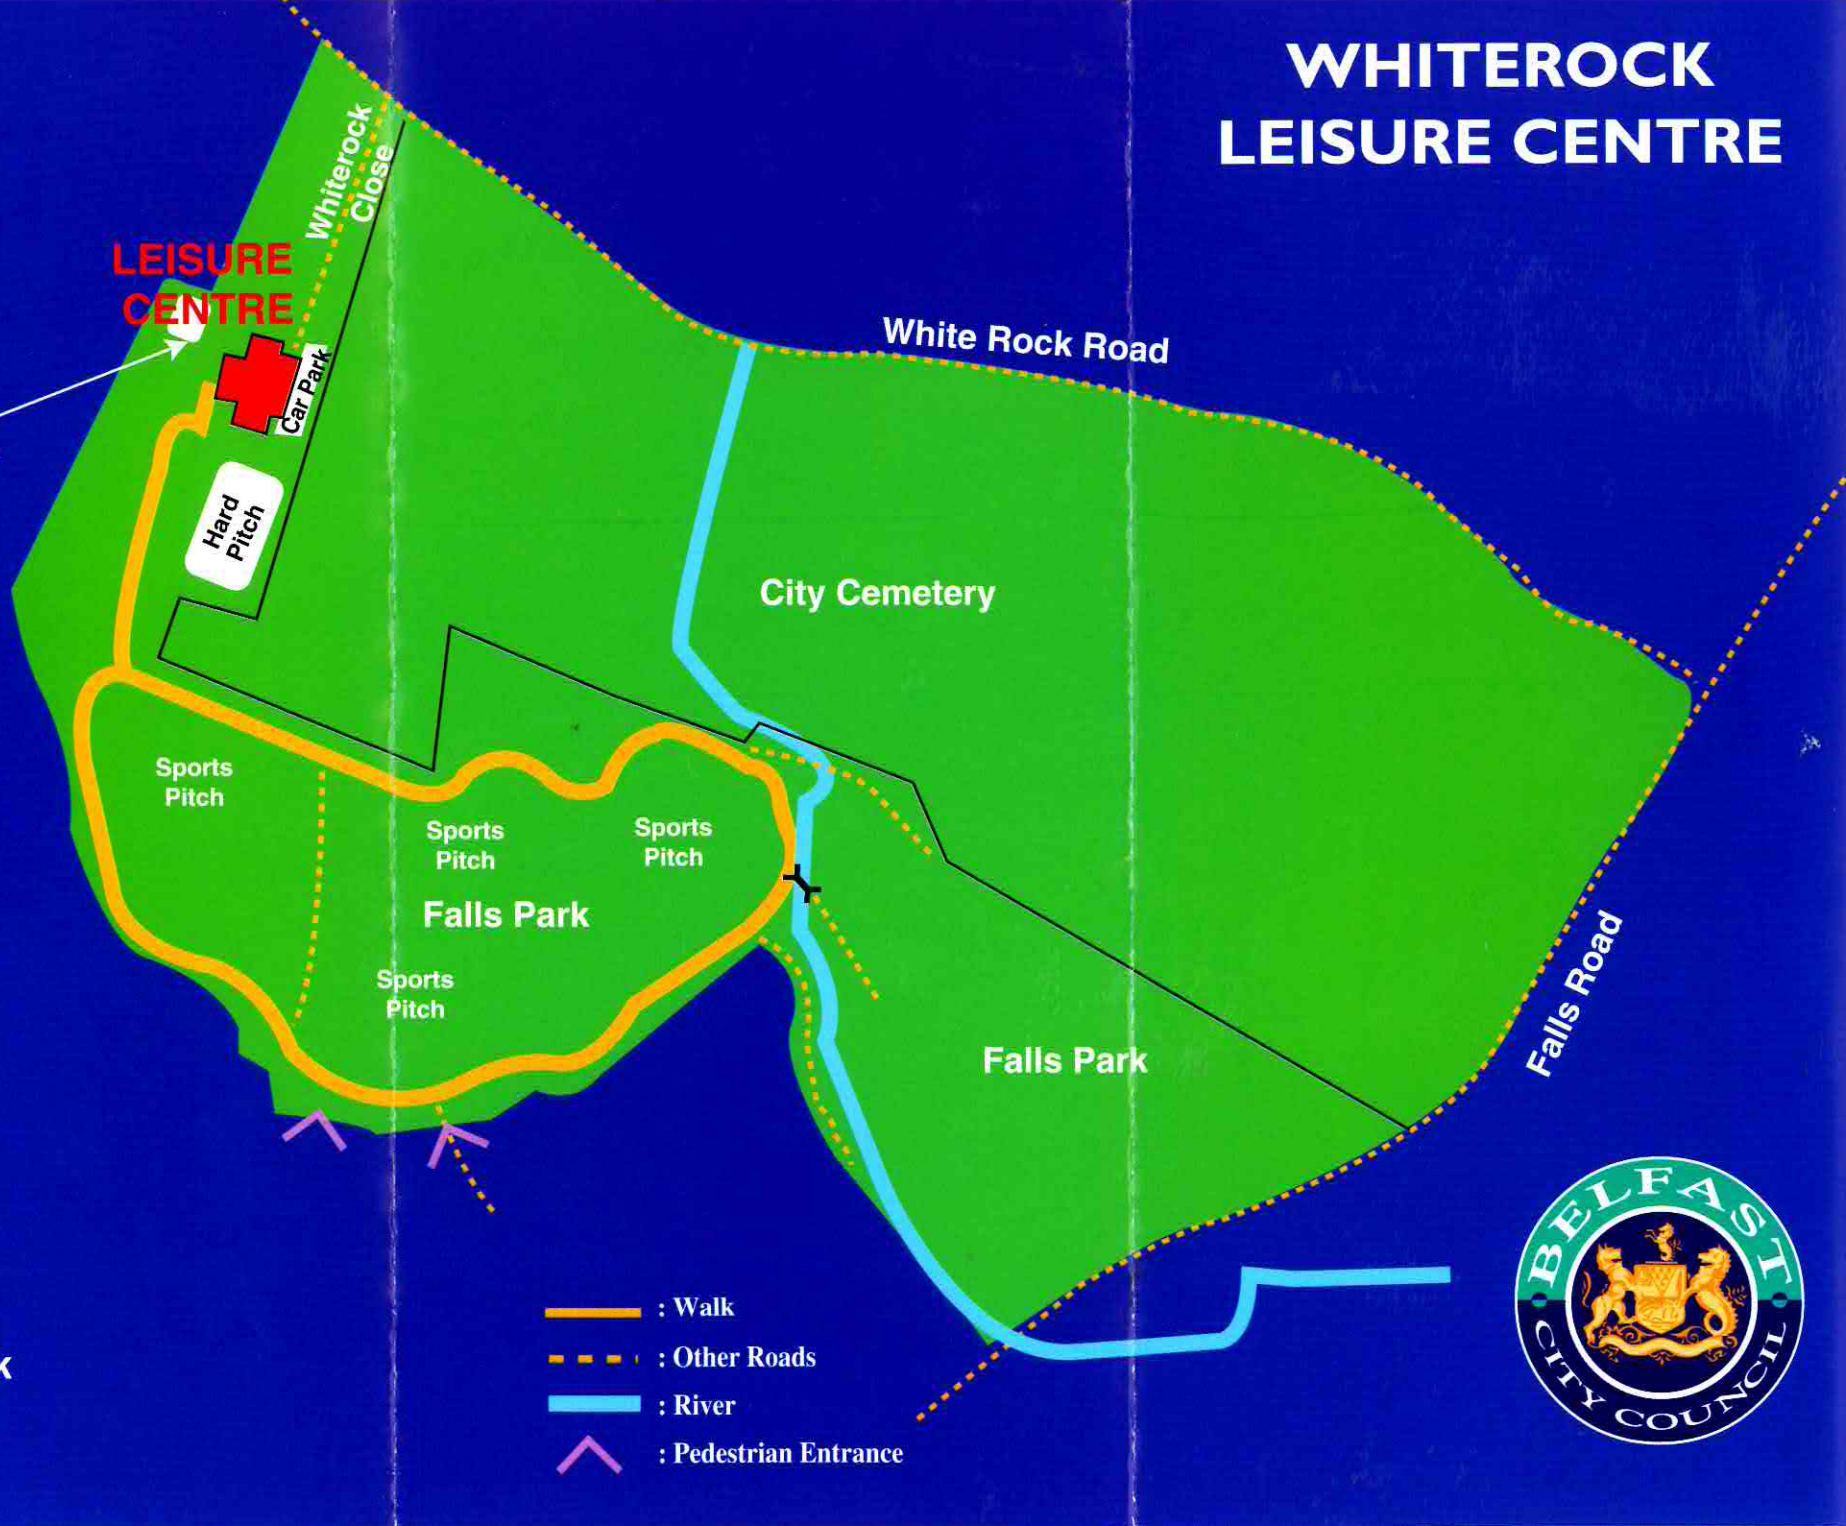 WHITEROCK
LEISURE CENTRE
Whiterock
Close
LEISURE
CENTRE
Car Park
Hard
Pitch
White Rock Road
City Cemetery
Sports
Pitch
Sports
Pitch
Sports
Pitch
Falls Park
Sports
Pitch
Falls Park
Falls Road
: Walk
: Other Roads
: River
: Pedestrian Entrance
BELFAST
CITY COUNCIL
k